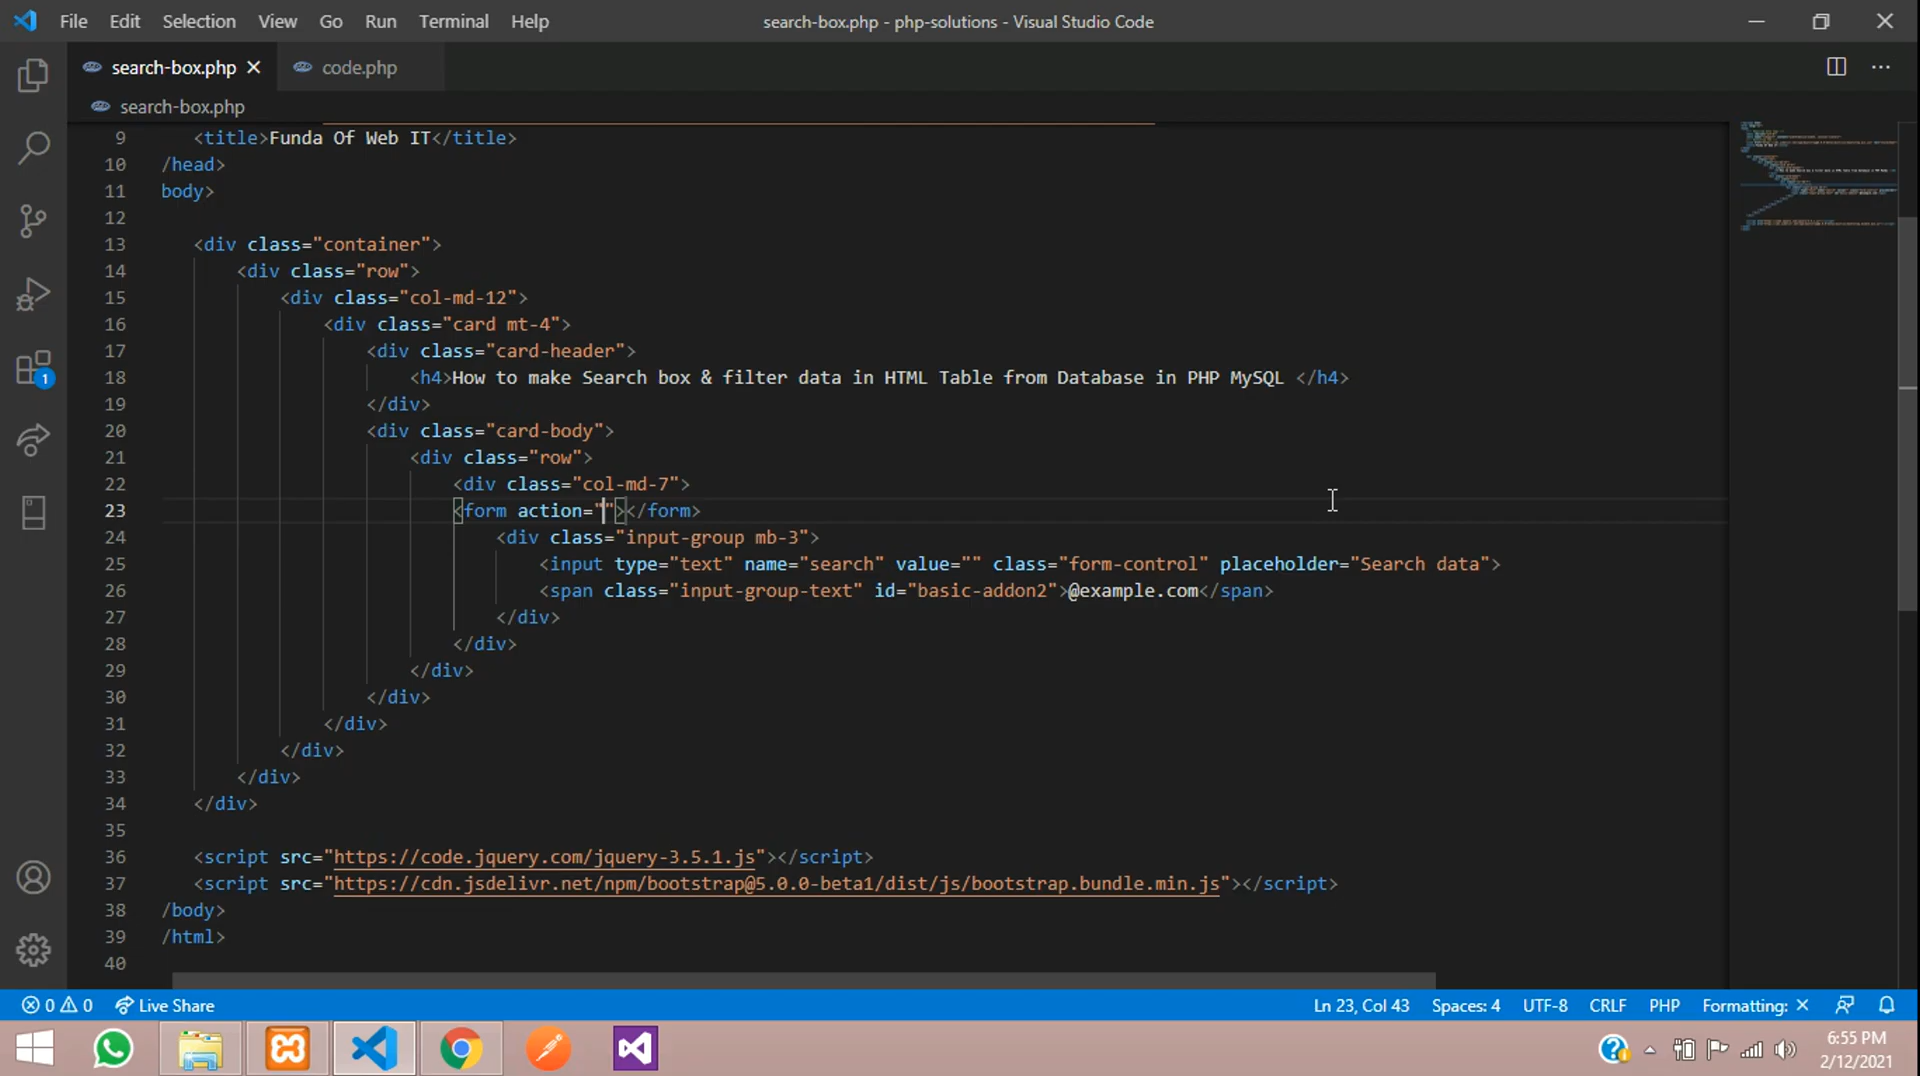 File Edit Selection View Go Run Terminal Help
search-box.php - php-solutions - Visual Studio Code
search-box.php code.php
search-box.php
9 <title>Funda Of Web IT</title>
10 /head>
11 body>
12
13 <div class="container">
14 <div class="row">
15 <div class="col-md-12">
16 <div class="card mt-4">
17 <div class="card-header">
18 <h4>How to make Search box & filter data in HTML Table from Database in PHP MySQL </h4>
19 </div>
20 <div class="card-body">
21 <div class="row">
22 <div class="col-md-7">
23 <form action=""></form>
24 <div class="input-group mb-3">
25 <input type="text" name="search" value="" class="form-control" placeholder="Search data">
26 <span class="input-group-text" id="basic-addon2">@example.com</span>
27 </div>
28 </div>
29 </div>
30 </div>
31 </div>
32 </div>
33 </div>
34 </div>
35
36 <script src="https://code.jquery.com/jquery-3.5.1.js"></script>
37 <script src="https://cdn.jsdelivr.net/npm/bootstrap@5.0.0-beta1/dist/js/bootstrap.bundle.min.js"></script>
38 /body>
39 /html>
40
1
0 0 Live Share
Ln 23, Col 43 Spaces: 4 UTF-8 CRLF PHP Formatting: ×
6:55 PM
2/12/2021